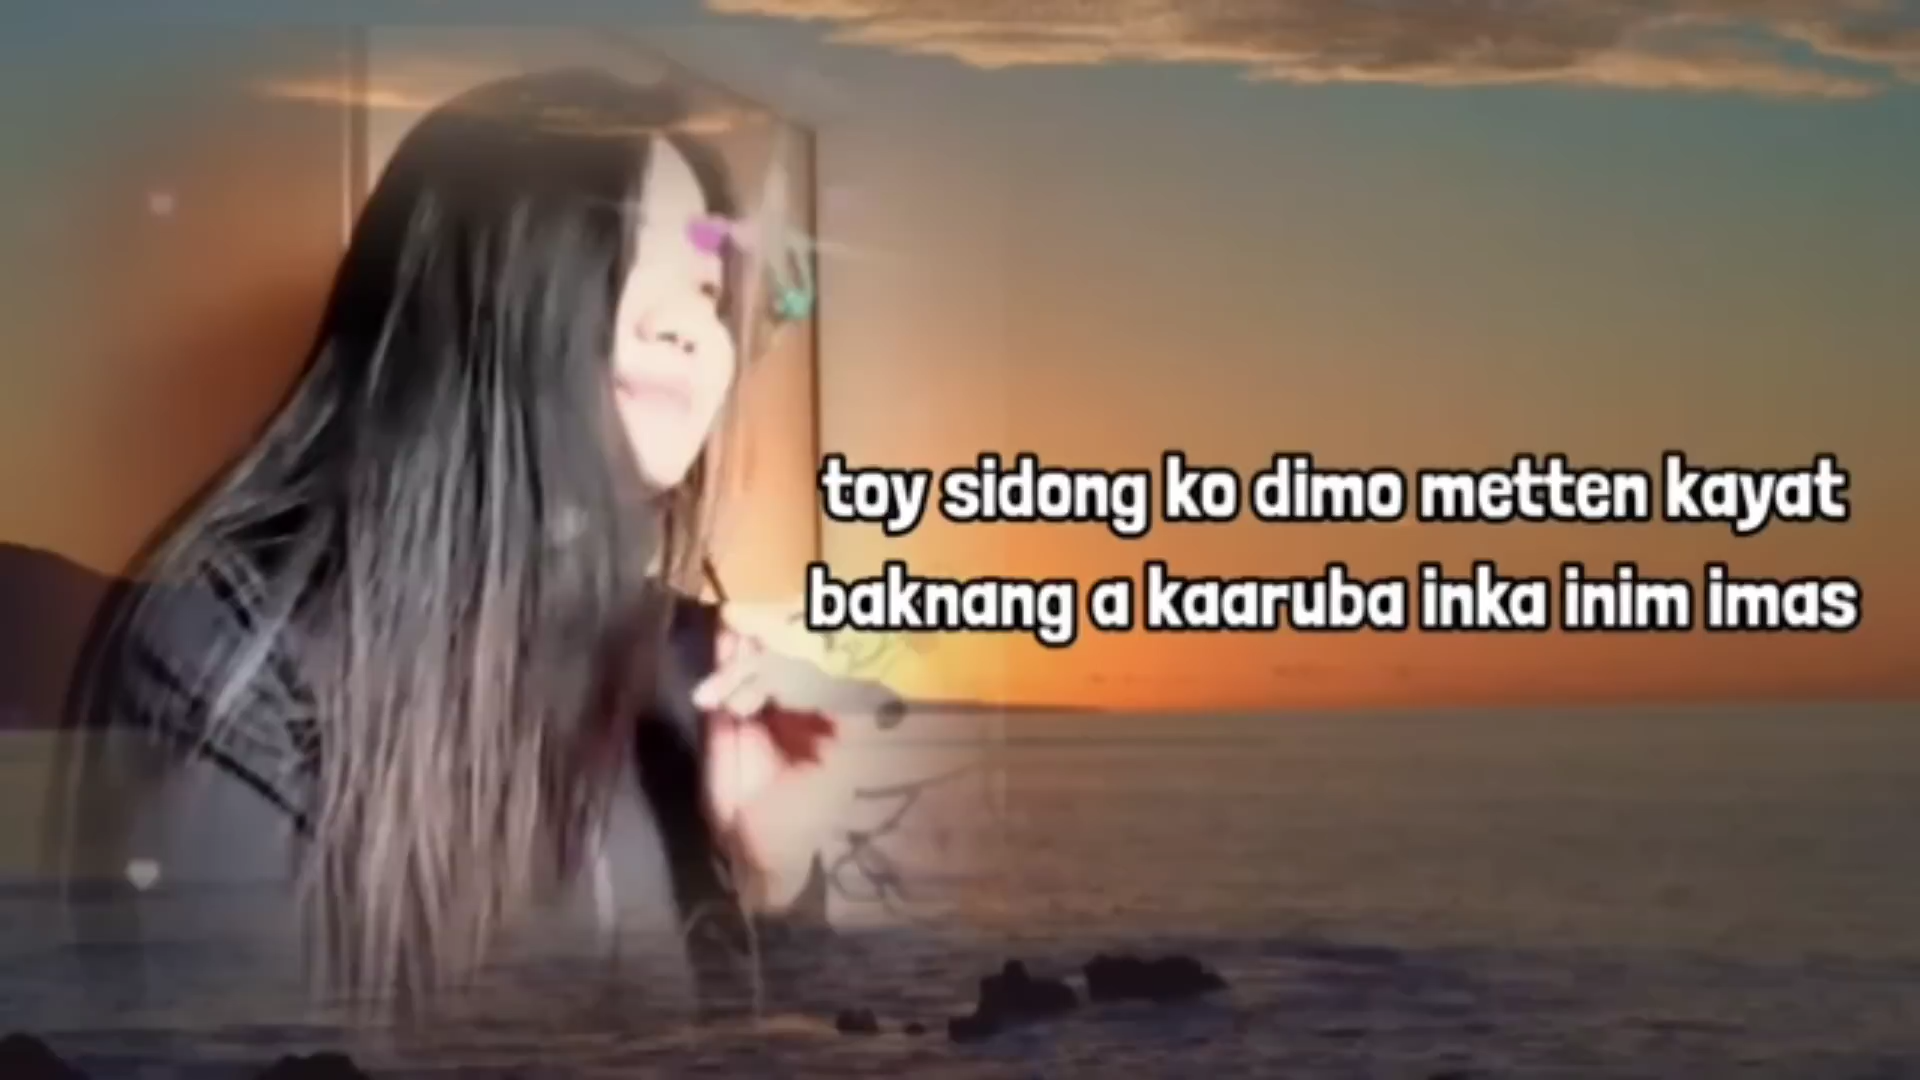 toy sidong ko dimo metten kayat
baknang a kaaruba inka inim imas